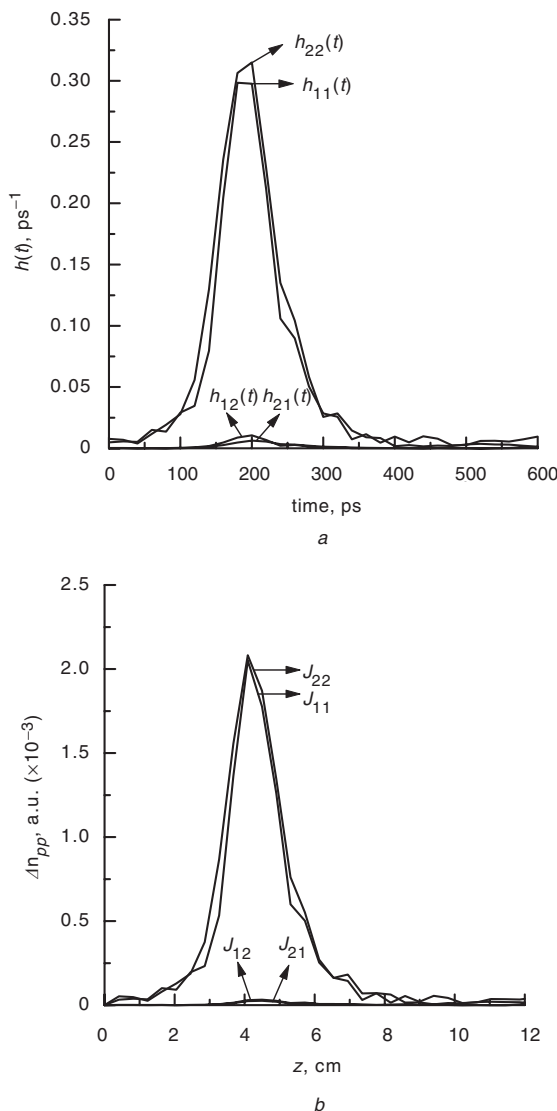 0.35
h₂₂(t)
0.30
h₁₁(t)
0.25
0.20
h(t), ps⁻¹
0.15
0.10
0.05
h₁₂(t) h₂₁(t)
0
0 100 200 300 400 500 600
time, ps
a
2.5
2.0
J₂₂
J₁₁
1.5
Δnₚₚ, a.u. (×10⁻³)
1.0
0.5
J₁₂ J₂₁
0
0 2 4 6 8 10 12
z, cm
b